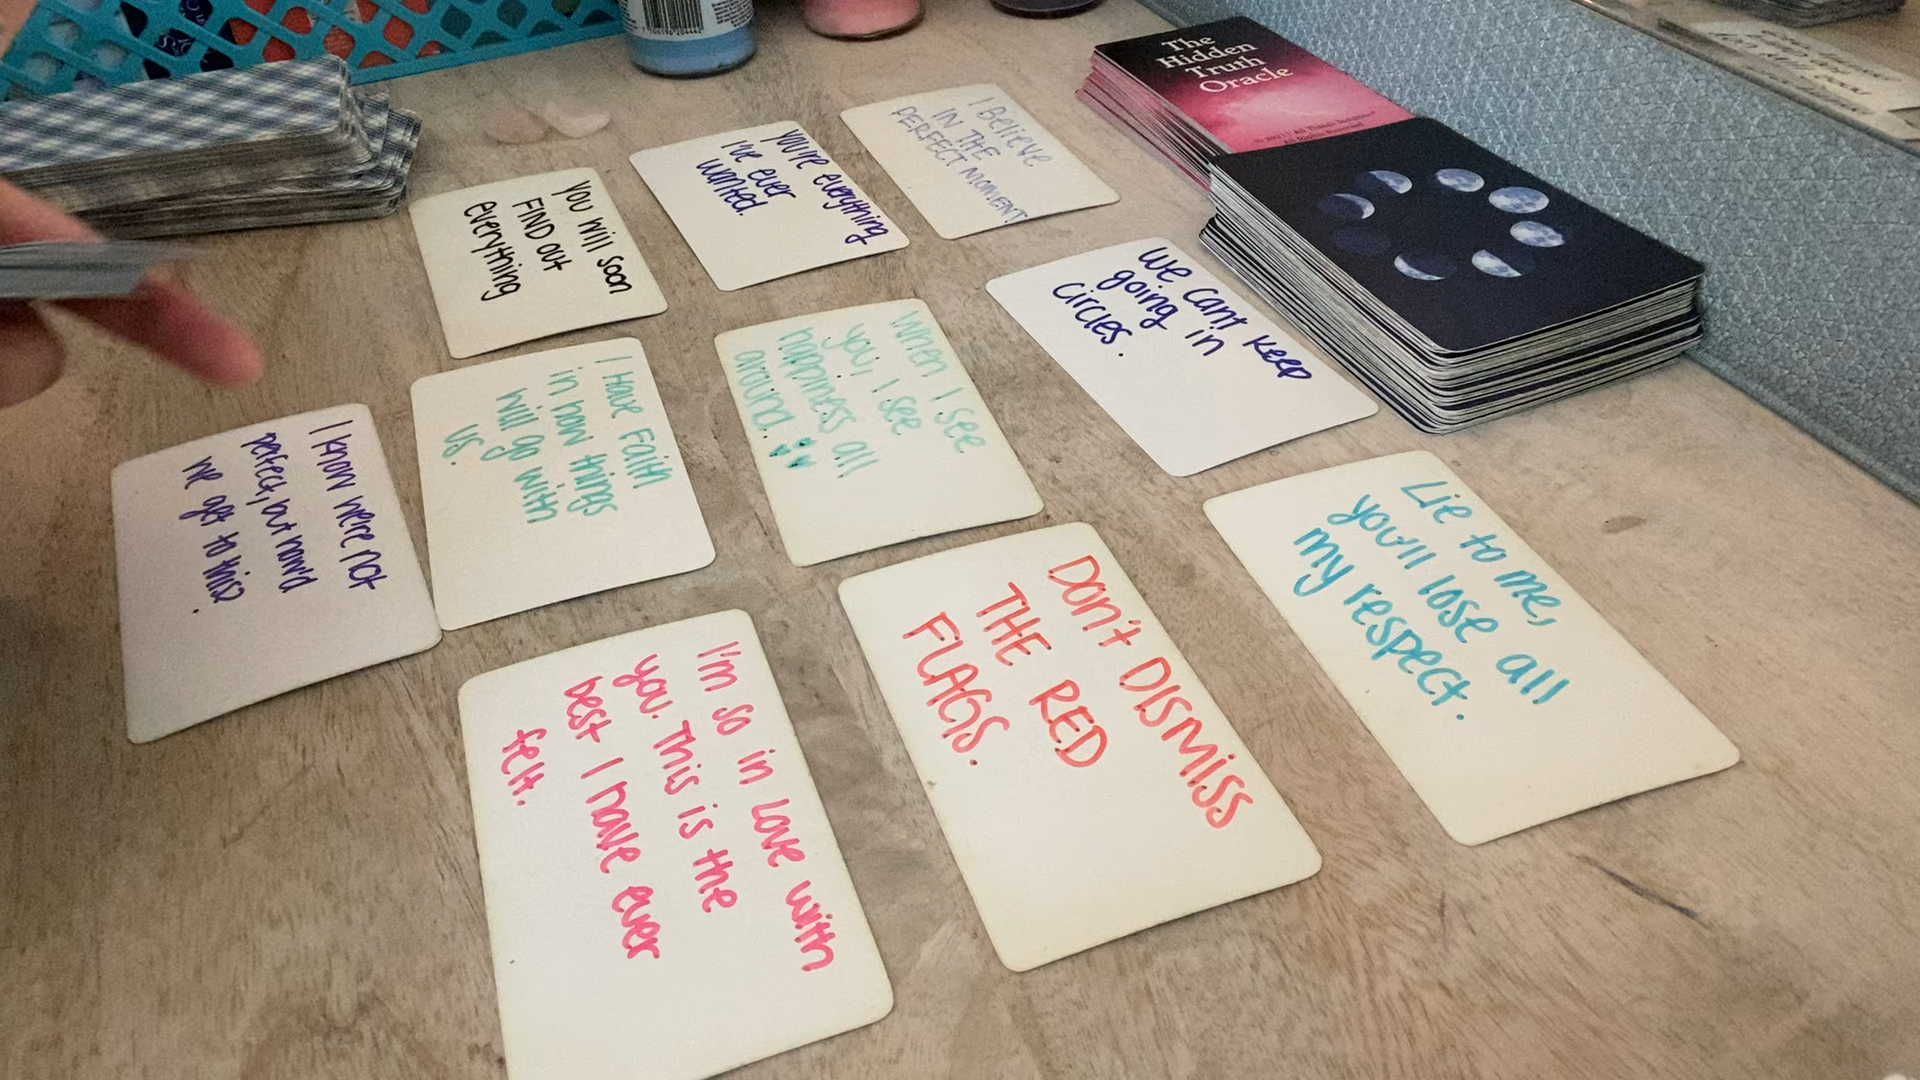 The
Hidden
Truth
Oracle
I Believe
IN THE
PERFECT MOMENT
you're everything
I've ever
wanted.
you will soon
FIND out
everything
we cant keep
going in
circles.
When I see
you, I see
happiness all
around.
I Have FaitH
in how things
will go with
us.
I know we're not
perfect, but how'd
we get to this?
Lie to me,
you'll lose all
my respect.
Don't DISMISS
THE RED
FLAGS.
I'm so in Love with
you. This is the
best I have ever
felt.